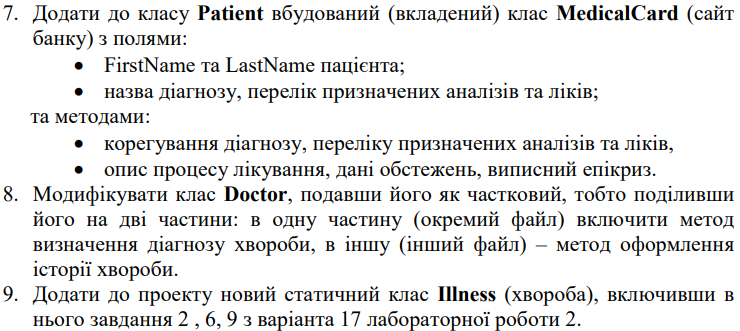 7. Додати до класу Patient вбудований (вкладений) клас MedicalCard (сайт
банку) з полями:
• FirstName та LastName пацієнта;
• назва діагнозу, перелік призначених аналізів та ліків;
та методами:
• корегування діагнозу, переліку призначених аналізів та ліків,
• опис процесу лікування, дані обстежень, виписний епікриз.
8. Модифікувати клас Doctor, подавши його як частковий, тобто поділивши
його на дві частини: в одну частину (окремий файл) включити метод
визначення діагнозу хвороби, в іншу (інший файл) – метод оформлення
історії хвороби.
9. Додати до проекту новий статичний клас Illness (хвороба), включивши в
нього завдання 2 , 6, 9 з варіанта 17 лабораторної роботи 2.